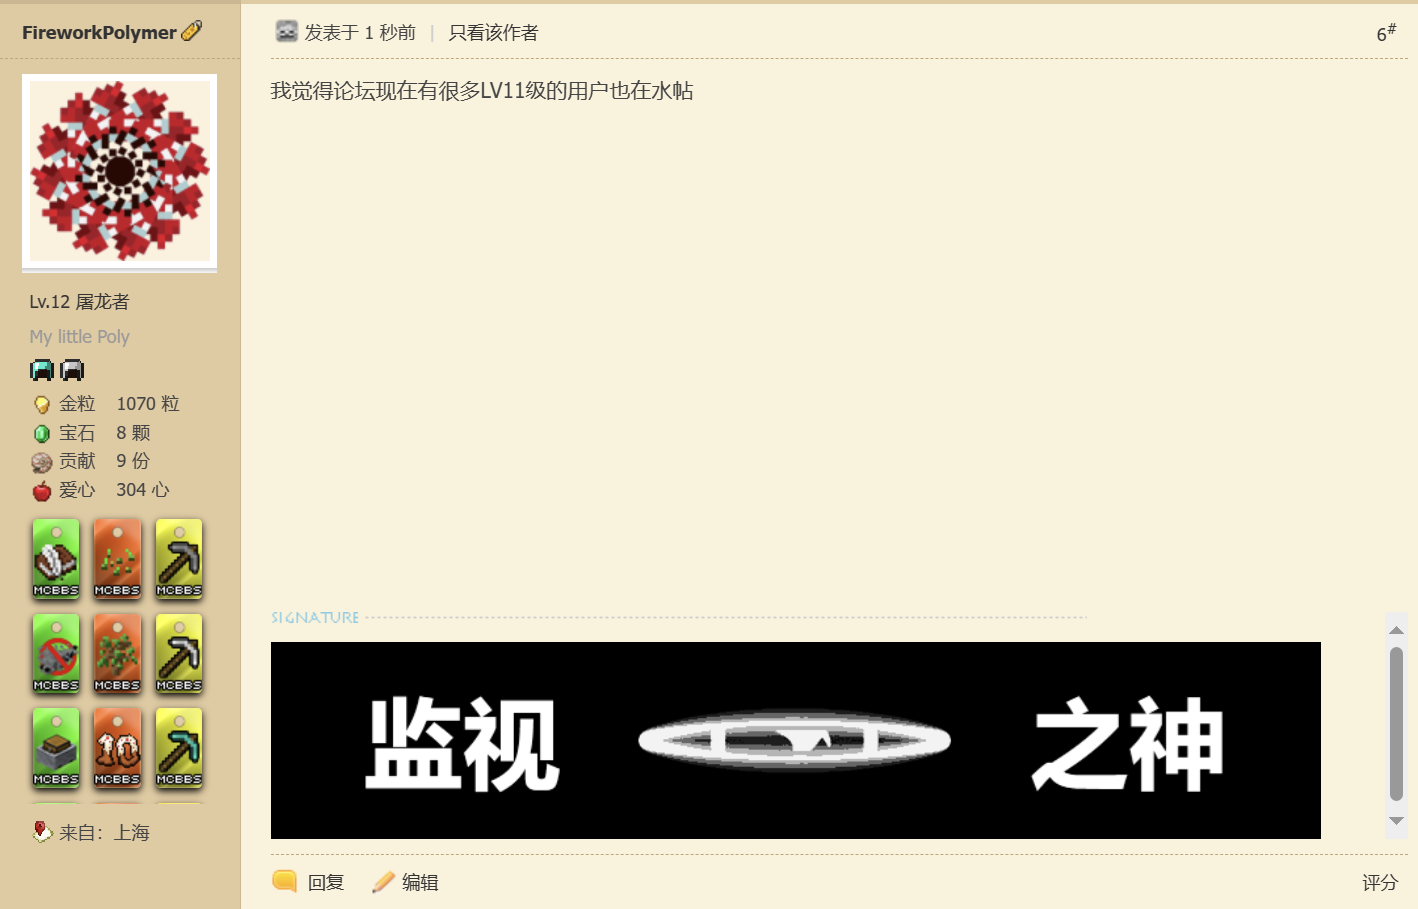 FireworkPolymer
发表于 1 秒前 | 只看该作者
6#
我觉得论坛现在有很多LV11级的用户也在水帖
Lv.12 屠龙者
My little Poly
金粒 1070 粒
宝石 8 颗
贡献 9 份
爱心 304 心
MCBBS MCBBS MCBBS
MCBBS MCBBS MCBBS
10
MCBBS MCBBS MCBBS
来自：上海
SIGNATURE
监视 之神
回复 编辑
评分